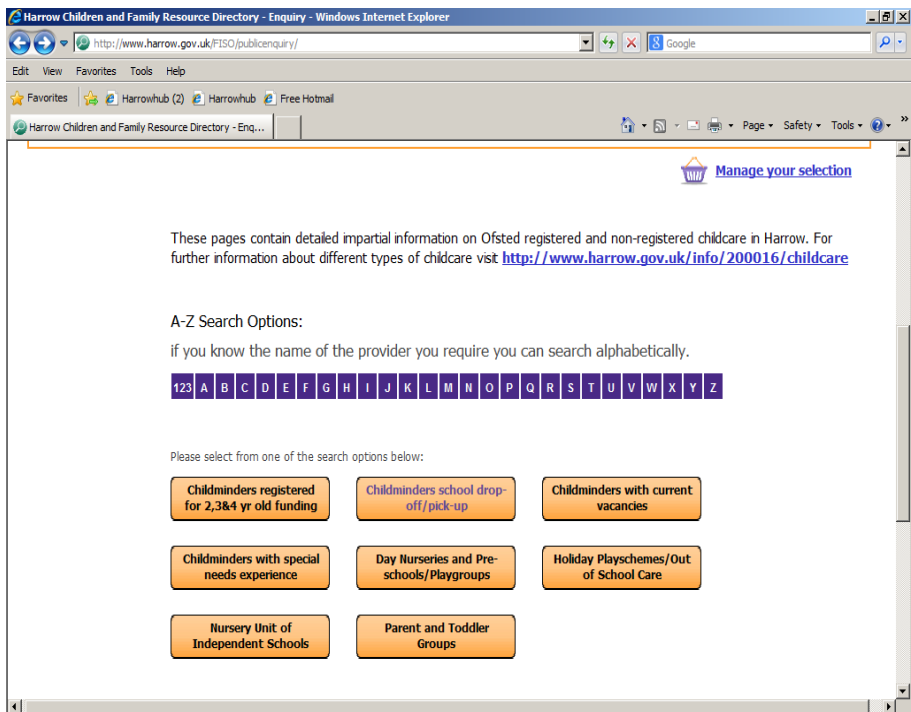 Harrow Children and Family Resource Directory - Enquiry - Windows Internet Explorer
http://www.harrow.gov.uk/FISO/publicenquiry/
Google
Edit View Favorites Tools Help
Favorites Harrowhub (2) Harrowhub Free Hotmail
Harrow Children and Family Resource Directory - Enq...
Page Safety Tools
Manage your selection
These pages contain detailed impartial information on Ofsted registered and non-registered childcare in Harrow. For
further information about different types of childcare visit http://www.harrow.gov.uk/info/200016/childcare
A-Z Search Options:
if you know the name of the provider you require you can search alphabetically.
123 A B C D E F G H I J K L M N O P Q R S T U V W X Y Z
Please select from one of the search options below:
Childminders registered
for 2,3&4 yr old funding
Childminders school drop-
off/pick-up
Childminders with current
vacancies
Childminders with special
needs experience
Day Nurseries and Pre-
schools/Playgroups
Holiday Playschemes/Out
of School Care
Nursery Unit of
Independent Schools
Parent and Toddler
Groups